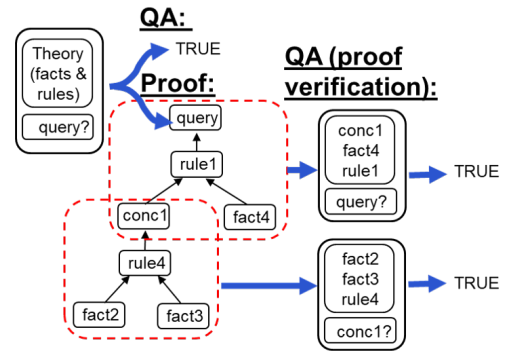 QA:
TRUE
Theory
(facts &
rules)
query?
Proof:
query
rule1
conc1
fact4
rule4
fact2
fact3
QA (proof
verification):
conc1
fact4
rule1
query?
TRUE
fact2
fact3
rule4
conc1?
TRUE